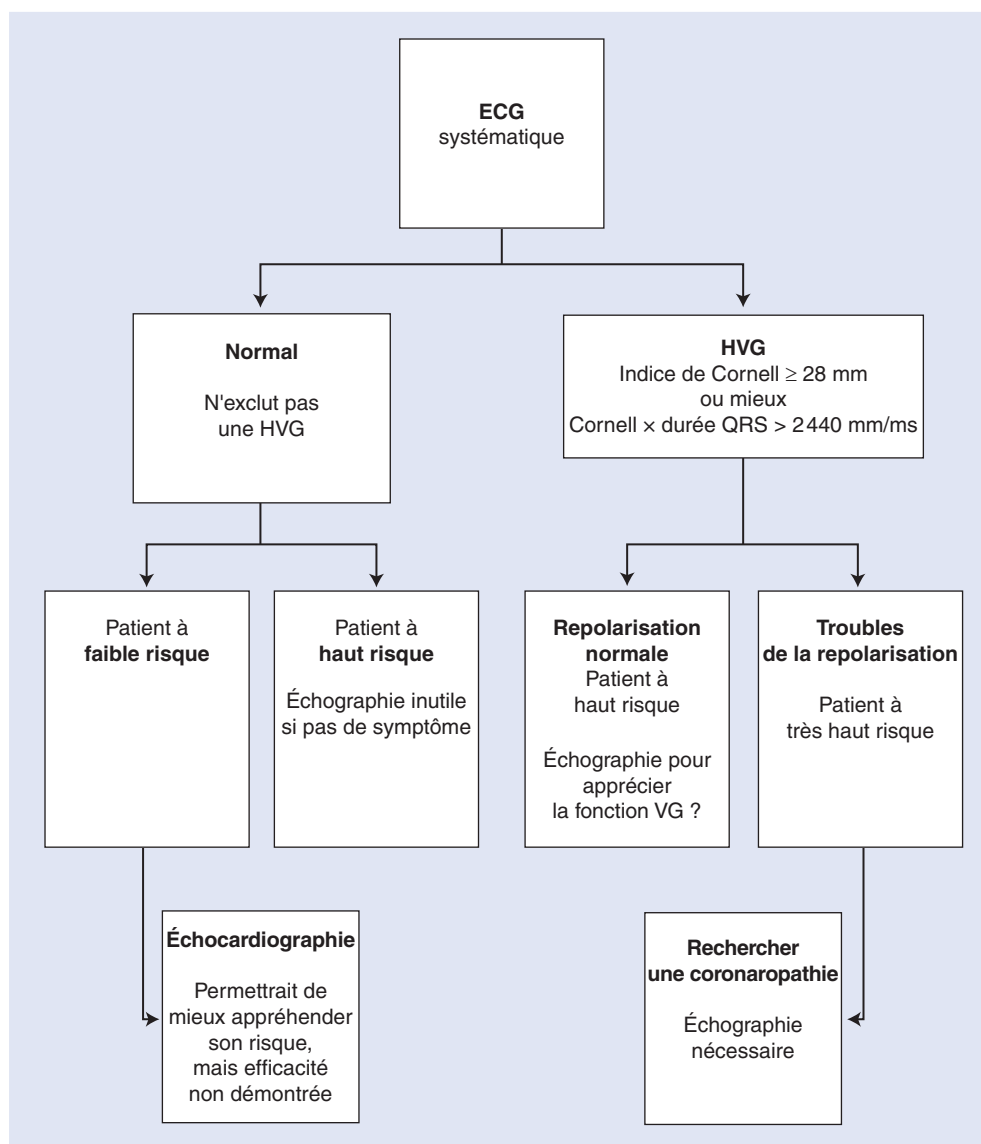 ECG
systématique
Normal
N'exclut pas
une HVG
HVG
Indice de Cornell ≥ 28 mm
ou mieux
Cornell × durée QRS > 2 440 mm/ms
Patient à
faible risque
Patient à
haut risque
Échographie inutile
si pas de symptôme
Repolarisation
normale
Patient à
haut risque
Échographie pour
apprécier
la fonction VG ?
Troubles
de la repolarisation
Patient à
très haut risque
Échocardiographie
Permettrait de
mieux appréhender
son risque,
mais efficacité
non démontrée
Rechercher
une coronaropathie
Échographie
nécessaire